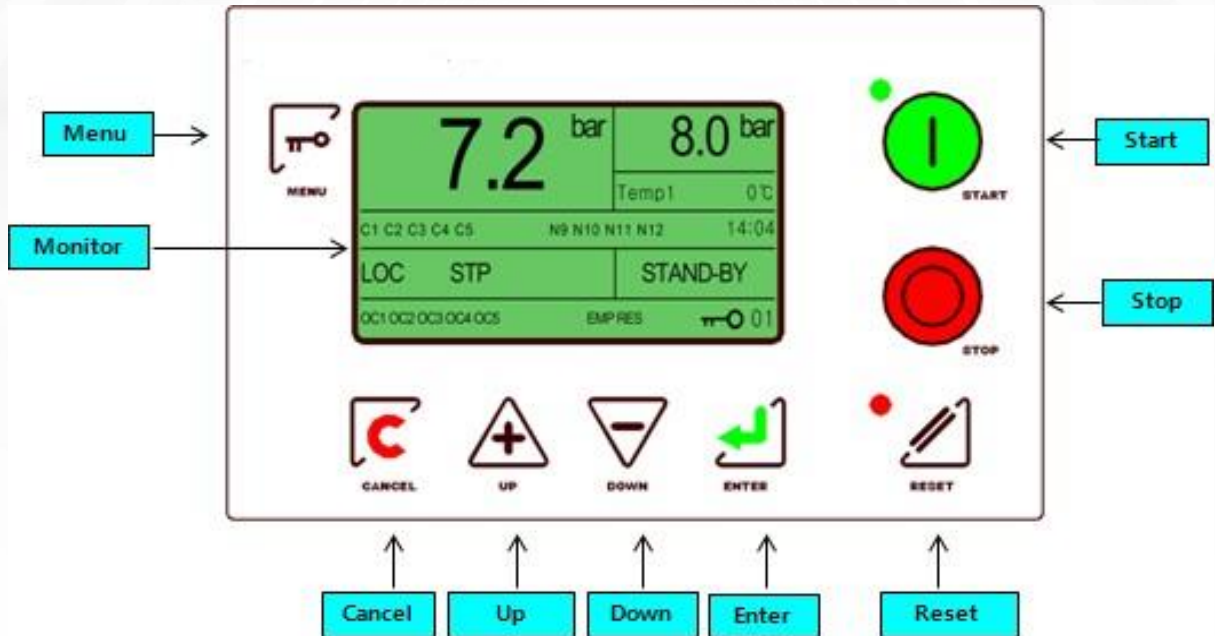 7.2 bar
8.0 bar
Menu
MENU
Temp1 0℃
Start
START
C1 C2 C3 C4 C5 N9 N10 N11 N12 14:04
Monitor
LOC STP STAND-BY
Stop
OC1 OC2 OC3 OC4 OC5 EMP RES 01
STOP
C
CANCEL UP DOWN ENTER RESET
Cancel Up Down Enter Reset